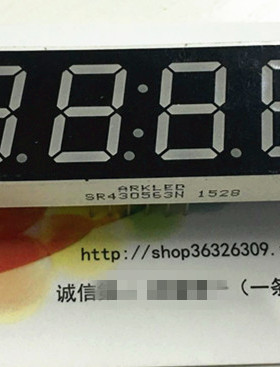 ARKLED
SR430563N 1528
http://shop36326309.
诚信
（一条